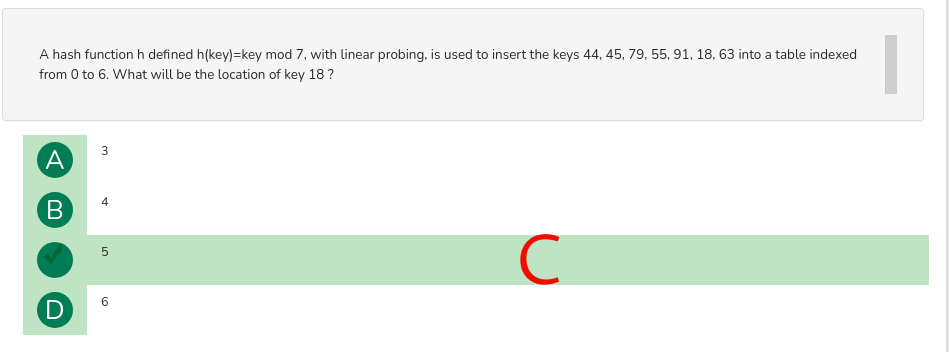 A hash function h defined h(key)=key mod 7, with linear probing, is used to insert the keys 44, 45, 79, 55, 91, 18, 63 into a table indexed
from 0 to 6. What will be the location of key 18 ?
A 3
B 4
5 C
D 6